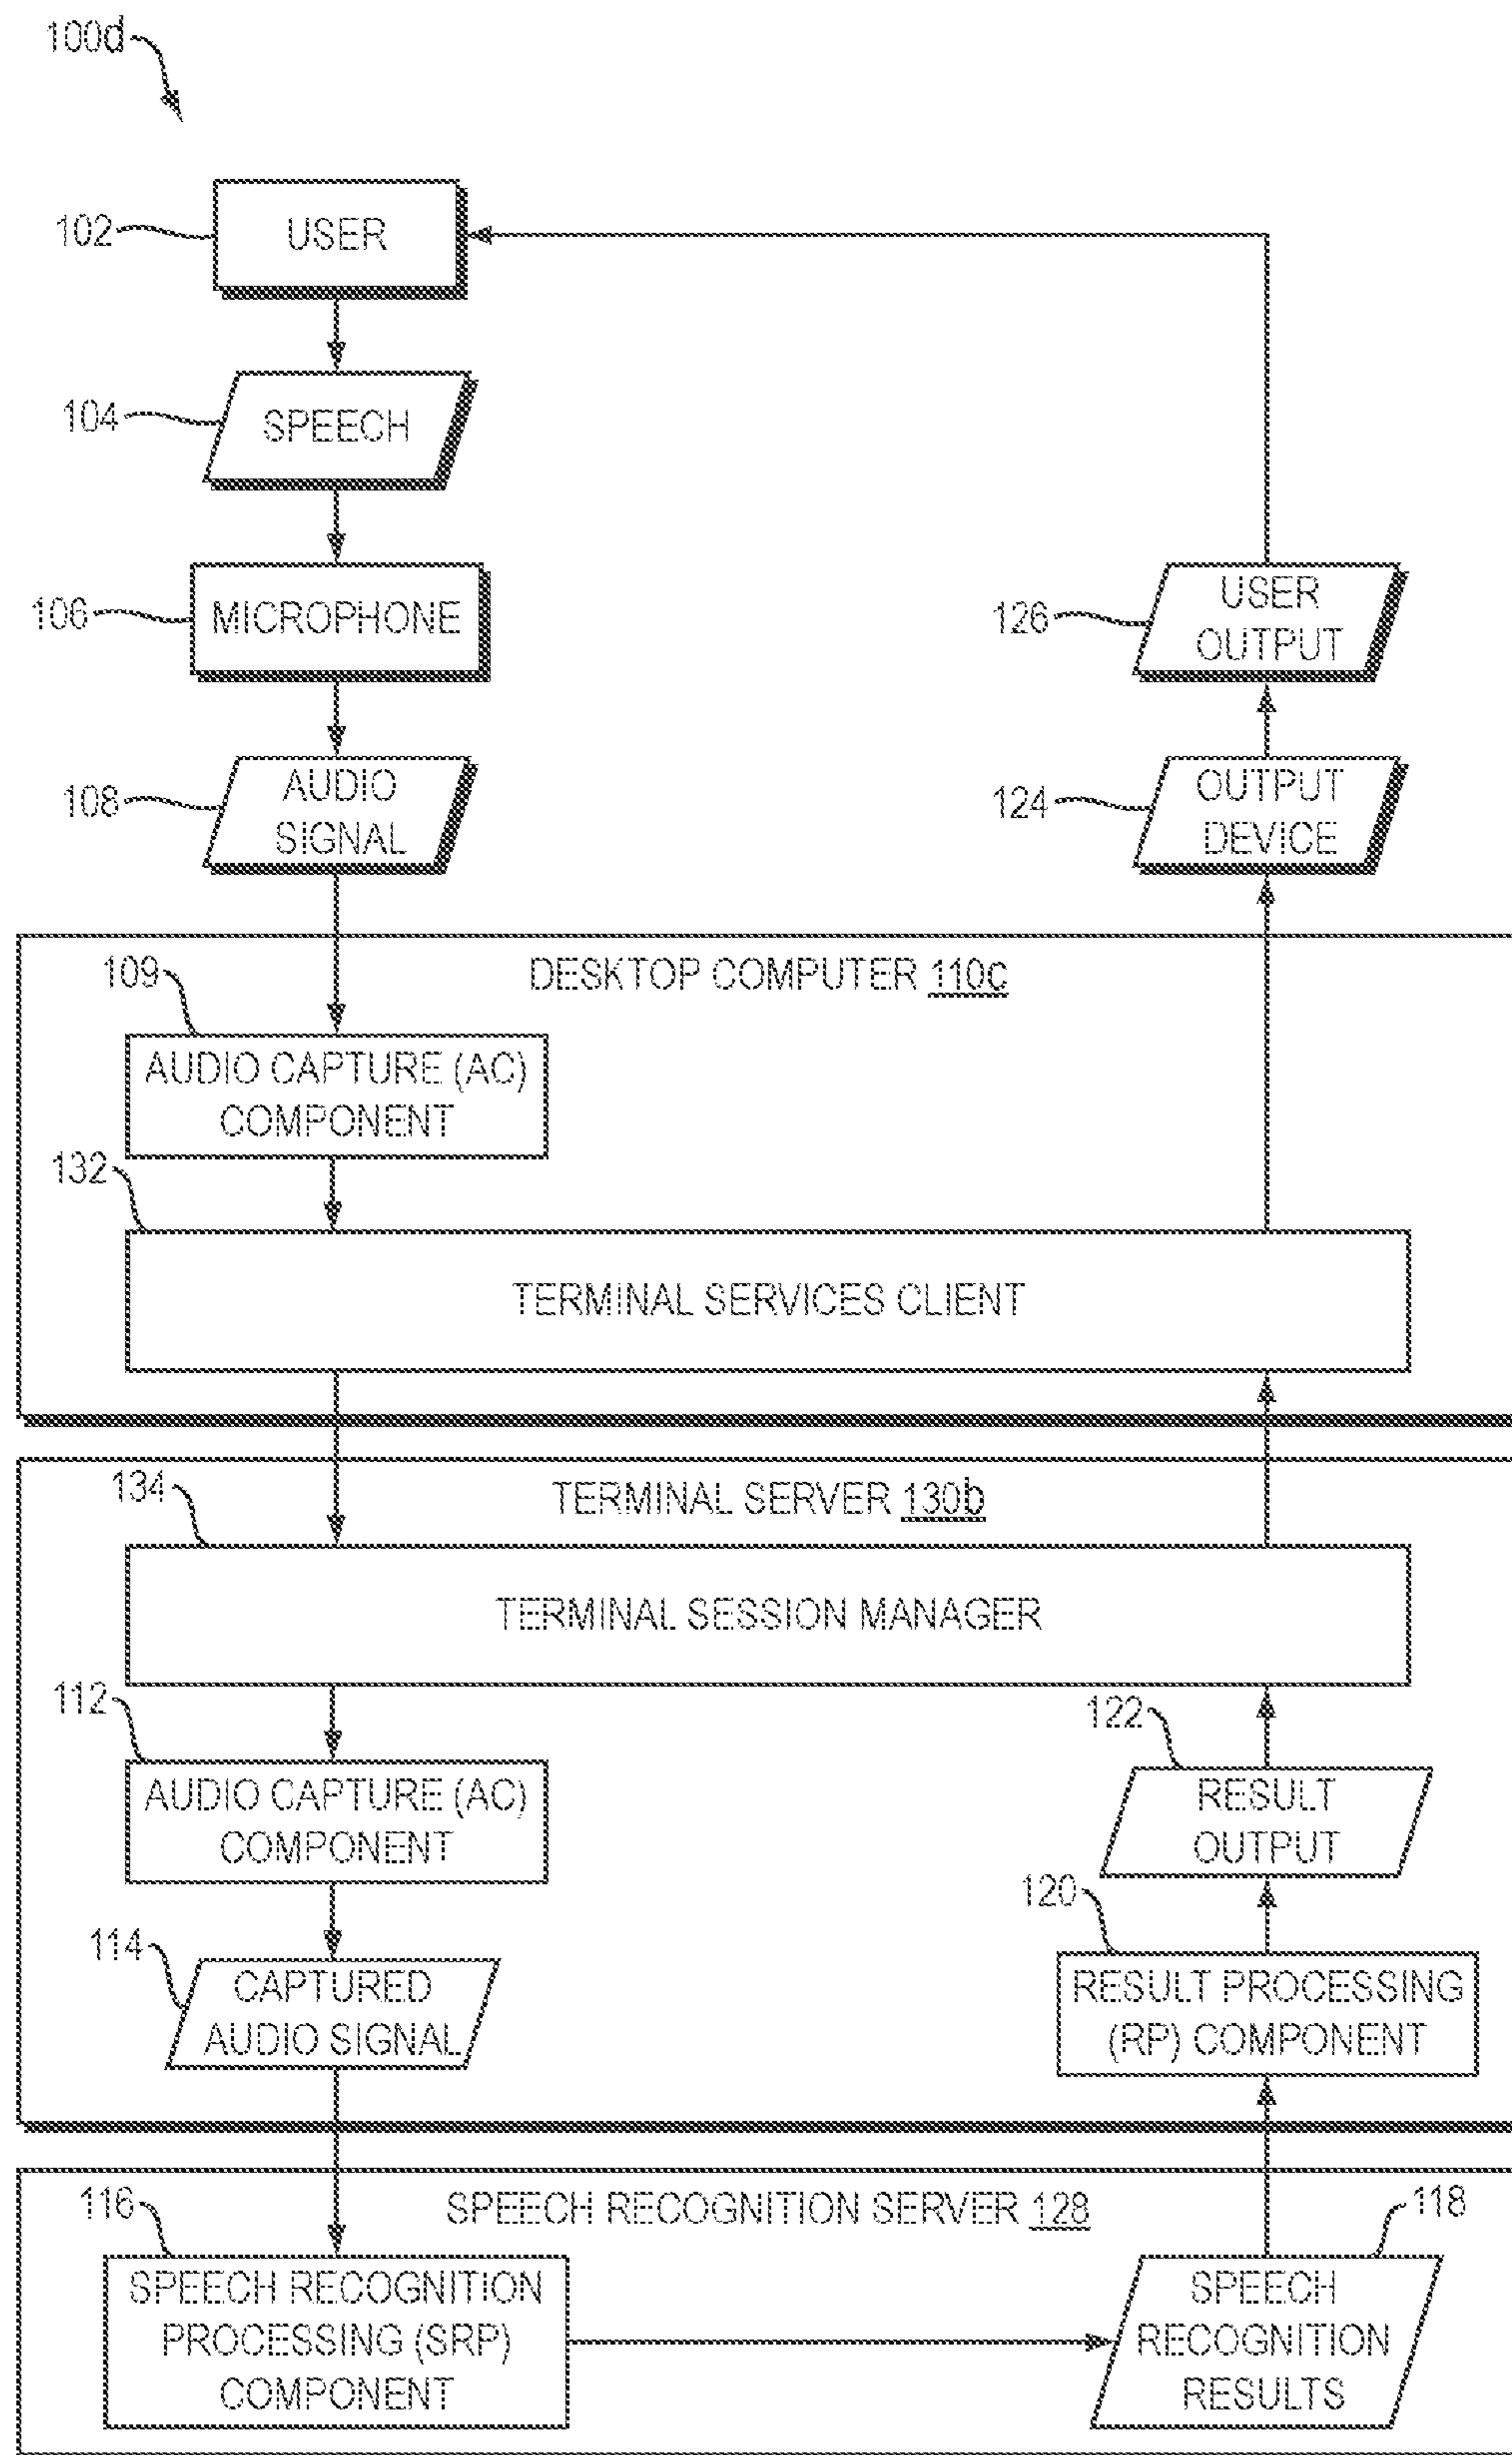 100d
102
USER
104
SPEECH
106
MICROPHONE
126
USER
OUTPUT
108
AUDIO
SIGNAL
124
OUTPUT
DEVICE
109
DESKTOP COMPUTER 110c
AUDIO CAPTURE (AC)
COMPONENT
132
TERMINAL SERVICES CLIENT
134
TERMINAL SERVER 130b
TERMINAL SESSION MANAGER
112
122
AUDIO CAPTURE (AC)
COMPONENT
RESULT
OUTPUT
120
114
CAPTURED
AUDIO SIGNAL
RESULT PROCESSING
(RP) COMPONENT
116
SPEECH RECOGNITION SERVER 128
118
SPEECH RECOGNITION
PROCESSING (SRP)
COMPONENT
SPEECH
RECOGNITION
RESULTS